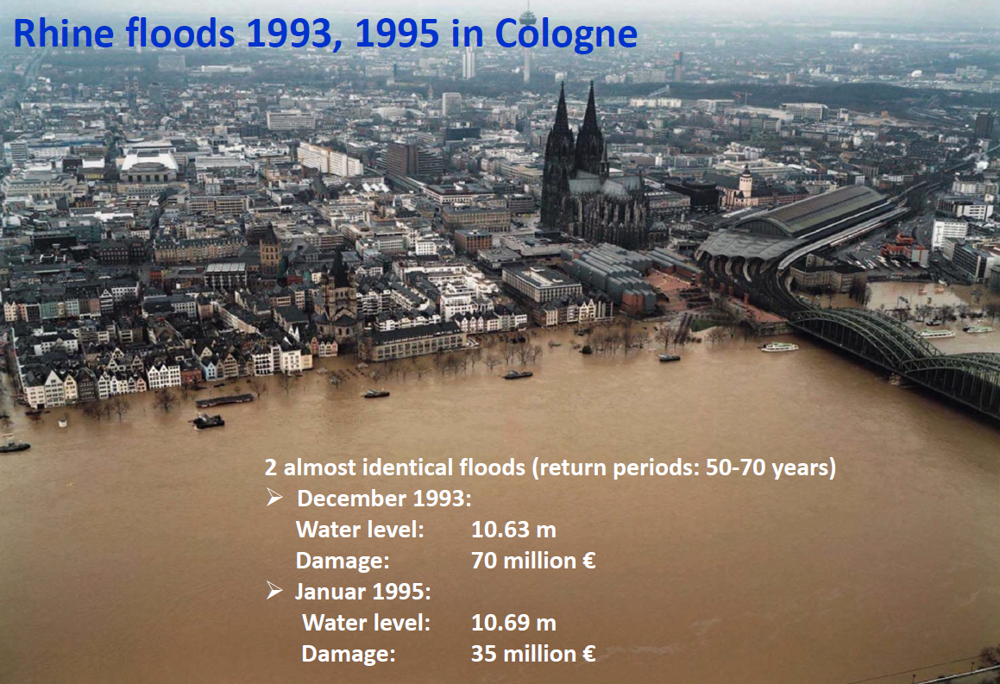 Rhine floods 1993, 1995 in Cologne
2 almost identical floods (return periods: 50-70 years)
➢ December 1993:
Water level: 10.63 m
Damage: 70 million €
➢ Januar 1995:
Water level: 10.69 m
Damage: 35 million €